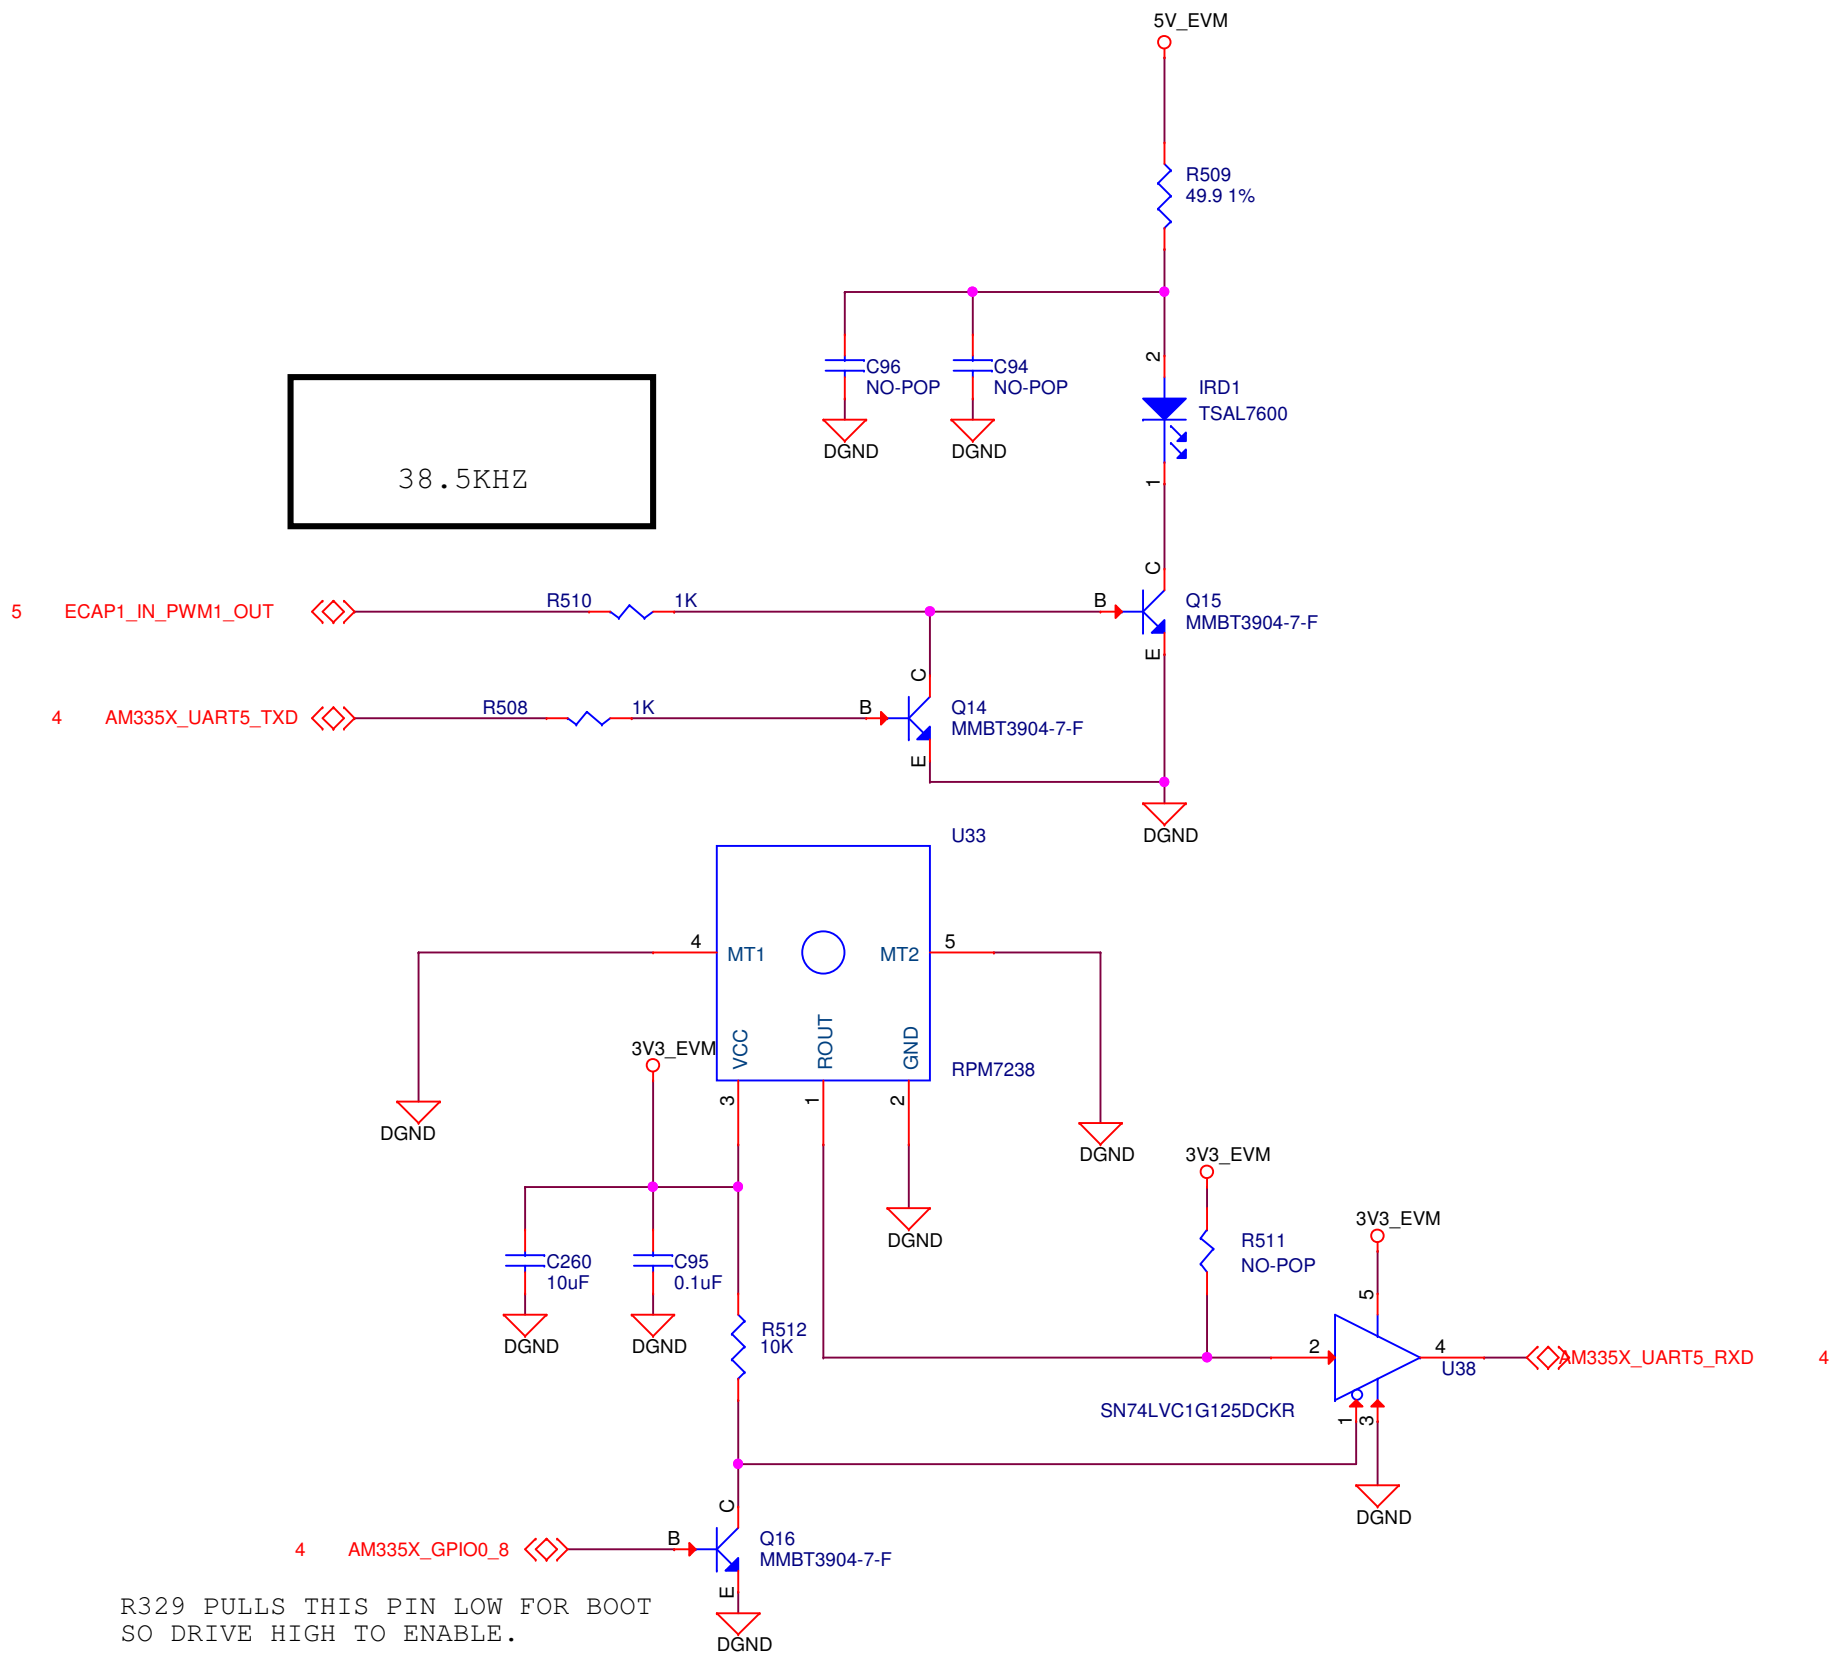 5V_EVM
R509
49.9 1%
C96
NO-POP
C94
NO-POP
2
IRD1
TSAL7600
DGND
DGND
38.5KHZ
1
C
5 ECAP1_IN_PWM1_OUT
R510 1K
B
Q15
MMBT3904-7-F
E
C
4 AM335X_UART5_TXD
R508 1K
B
Q14
MMBT3904-7-F
E
DGND
U33
4
MT1
MT2
5
3V3_EVM
VCC
ROUT
GND
RPM7238
3
1
2
DGND
DGND
3V3_EVM
DGND
3V3_EVM
C260
10uF
C95
0.1uF
R511
NO-POP
5
DGND
DGND
R512
10K
2
4
U38
AM335X_UART5_RXD 4
SN74LVC1G125DCKR
1
3
C
DGND
4 AM335X_GPIO0_8
B
Q16
MMBT3904-7-F
E
R329 PULLS THIS PIN LOW FOR BOOT
SO DRIVE HIGH TO ENABLE.
DGND